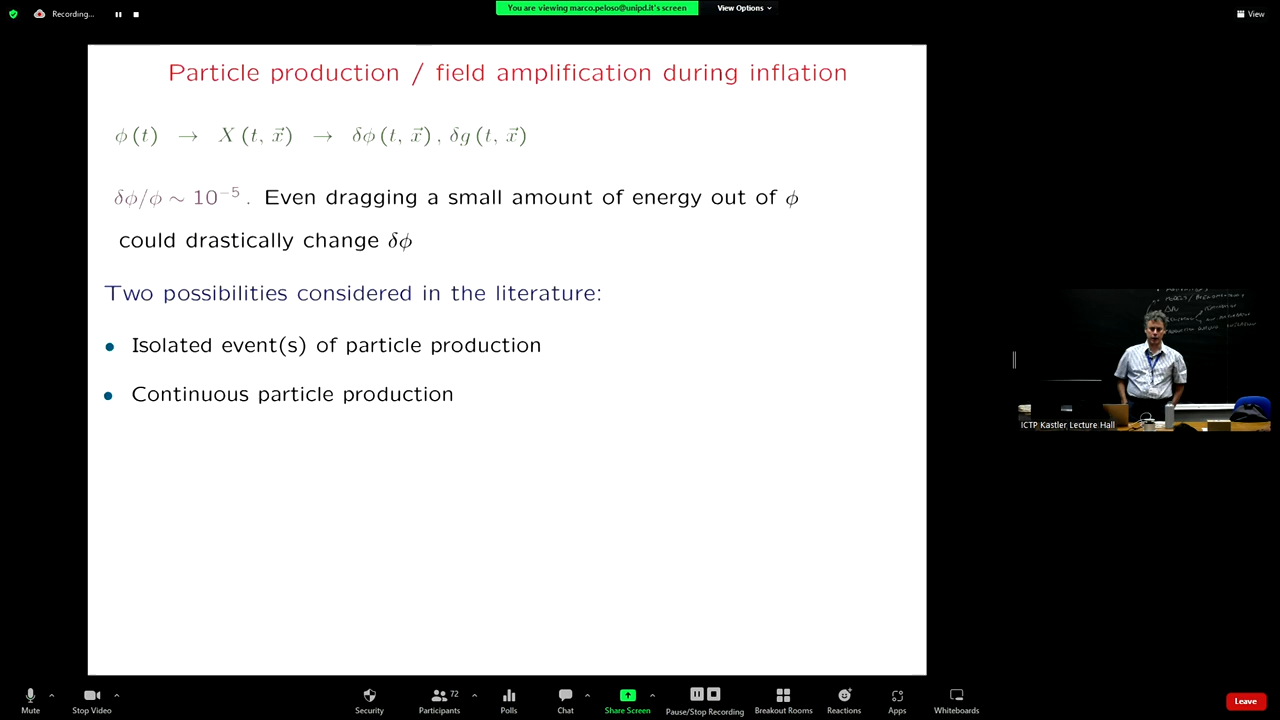 Recording...
You are viewing marco.peloso@unipd.it's screen
View Options
View
Particle production / field amplification during inflation
ϕ (t) → X (t, x⃗) → δϕ (t, x⃗) , δg (t, x⃗)
δϕ/ϕ ∼ 10⁻⁵ . Even dragging a small amount of energy out of ϕ
could drastically change δϕ
Two possibilities considered in the literature:
• Isolated event(s) of particle production
• Continuous particle production
ICTP Kastler Lecture Hall
Mute
Stop Video
Security
Participants
72
Polls
Chat
Share Screen
Pause/Stop Recording
Breakout Rooms
Reactions
Apps
Whiteboards
Leave